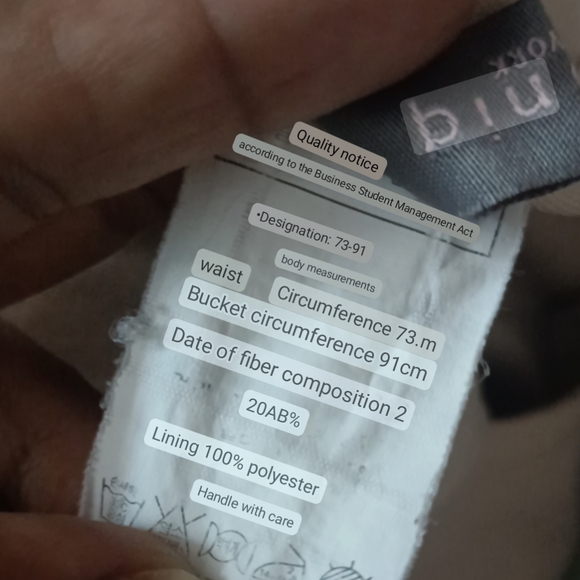 YORK
Quality notice
according to the Business Student Management Act
•Designation: 73-91
body measurements
waist
Circumference 73.m
Bucket circumference 91cm
Date of fiber composition 2
20AB%
Lining 100% polyester
Handle with care